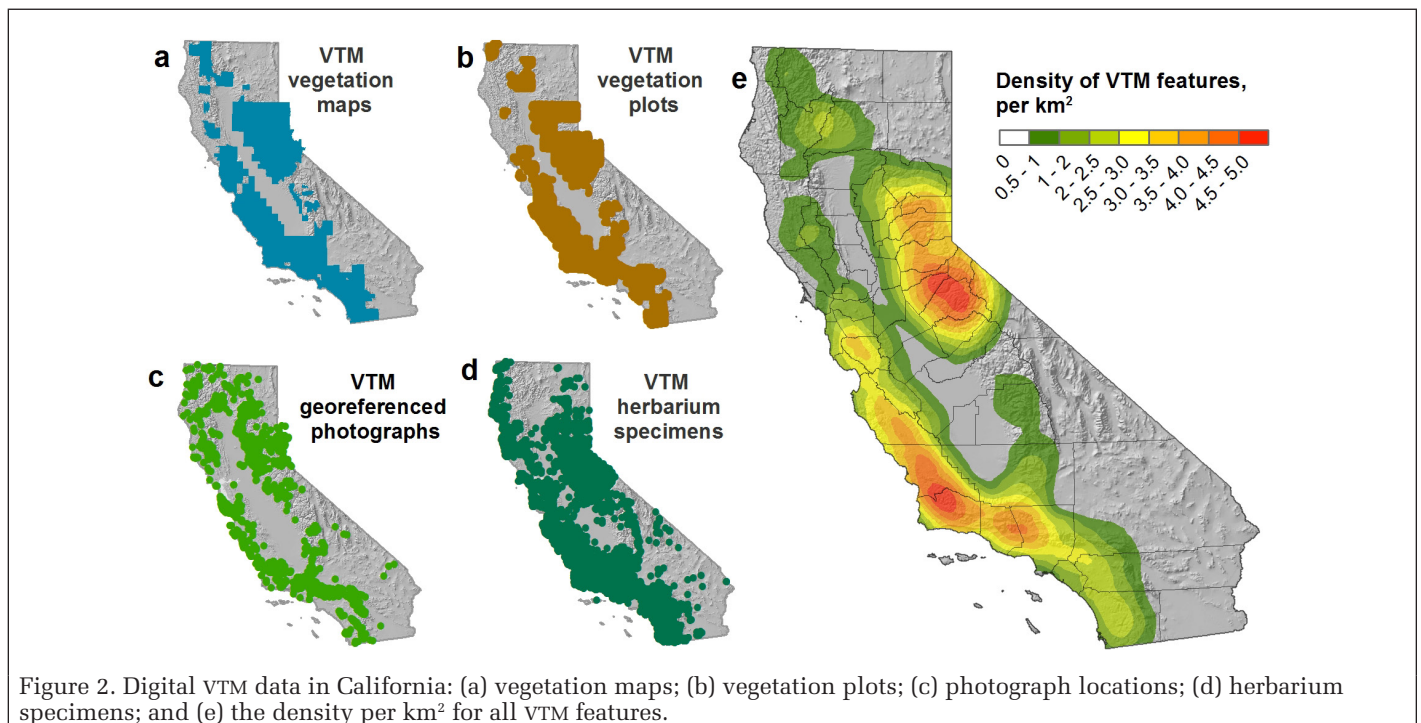 a
VTM
vegetation
maps
b
VTM
vegetation
plots
c
VTM
georeferenced
photographs
d
VTM
herbarium
specimens
e
Density of VTM features,
per km²
0
0.5 - 1
1 - 2
2 - 2.5
2.5 - 3.0
3.0 - 3.5
3.5 - 4.0
4.0 - 4.5
4.5 - 5.0
Figure 2. Digital VTM data in California: (a) vegetation maps; (b) vegetation plots; (c) photograph locations; (d) herbarium
specimens; and (e) the density per km² for all VTM features.